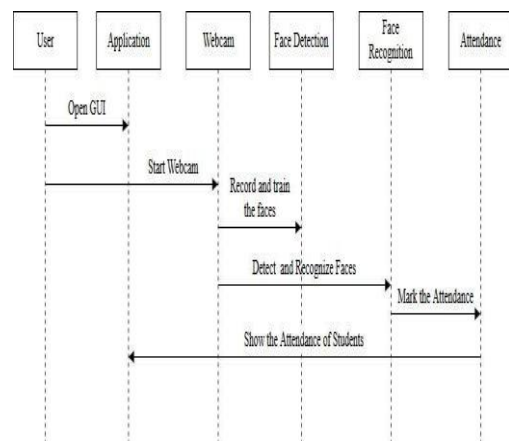 User
Application
Webcam
Face Detection
Face
Recognition
Attendance
Open GUI
Start Webcam
Record and train
the faces
Detect and Recognize Faces
Mark the Attendance
Show the Attendance of Students